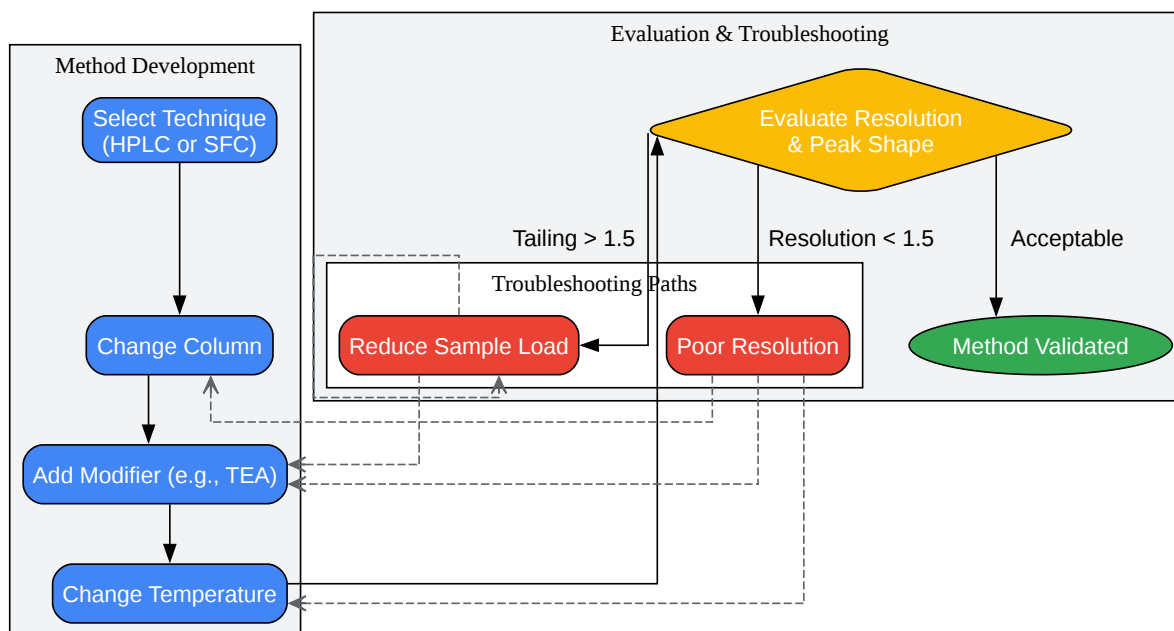 Evaluation & Troubleshooting
Method Development
Select Technique
(HPLC or SFC)
Evaluate Resolution
& Peak Shape
Tailing > 1.5
Resolution < 1.5
Acceptable
Troubleshooting Paths
Change Column
Reduce Sample Load
Poor Resolution
Method Validated
Add Modifier (e.g., TEA)
Change Temperature